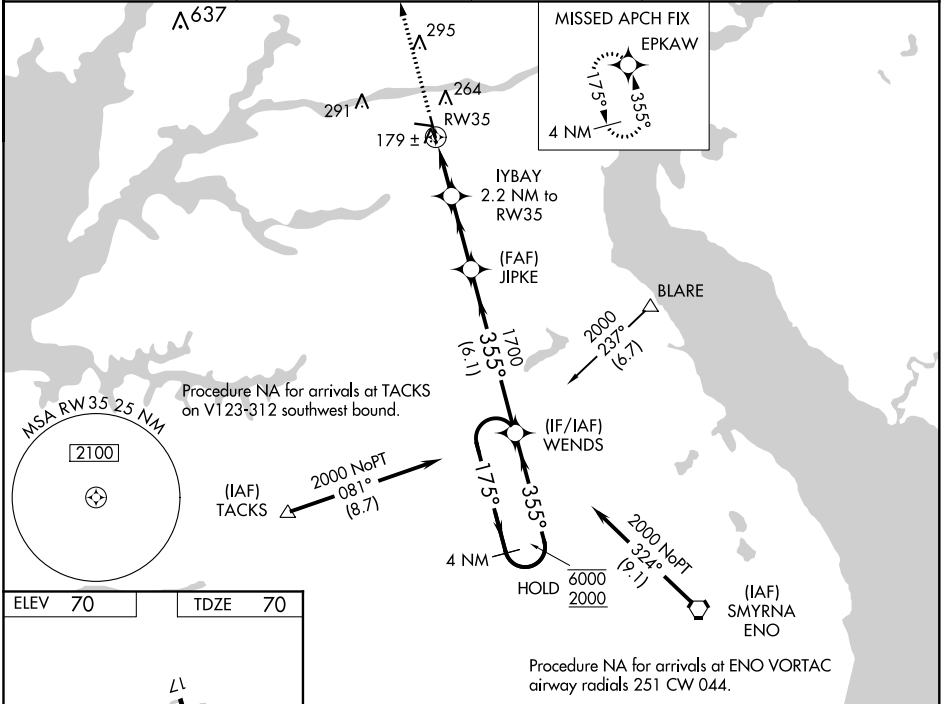 637
295
291
264
RW35
179 ±
MISSED APCH FIX
EPKAW
175°
355°
4 NM
IYBAY
2.2 NM to
RW35
(FAF)
JIPKE
BLARE
2000
237°
(6.7)
1700
355°
(6.1)
Procedure NA for arrivals at TACKS
on V123-312 southwest bound.
MSA RW35 25 NM
2100
(IF/IAF)
WENDS
(IAF)
TACKS
2000 NoPT
081°
(8.7)
175°
355°
4 NM
HOLD
6000
2000
2000 NoPT
324°
(9.1)
(IAF)
SMYRNA
ENO
Procedure NA for arrivals at ENO VORTAC
airway radials 251 CW 044.
ELEV 70
TDZE 70
17